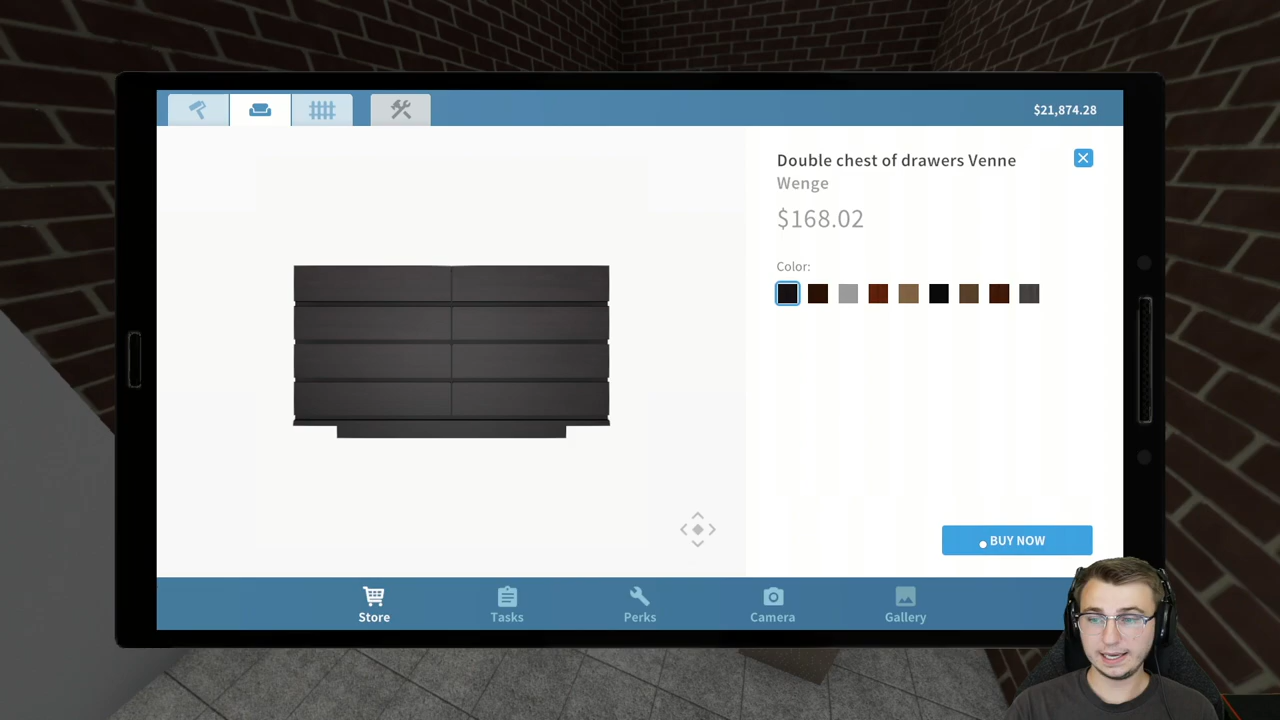 $21,874.28
Double chest of drawers Venne
Wenge
$168.02
Color:
BUY NOW
Store
Tasks
Perks
Camera
Gallery